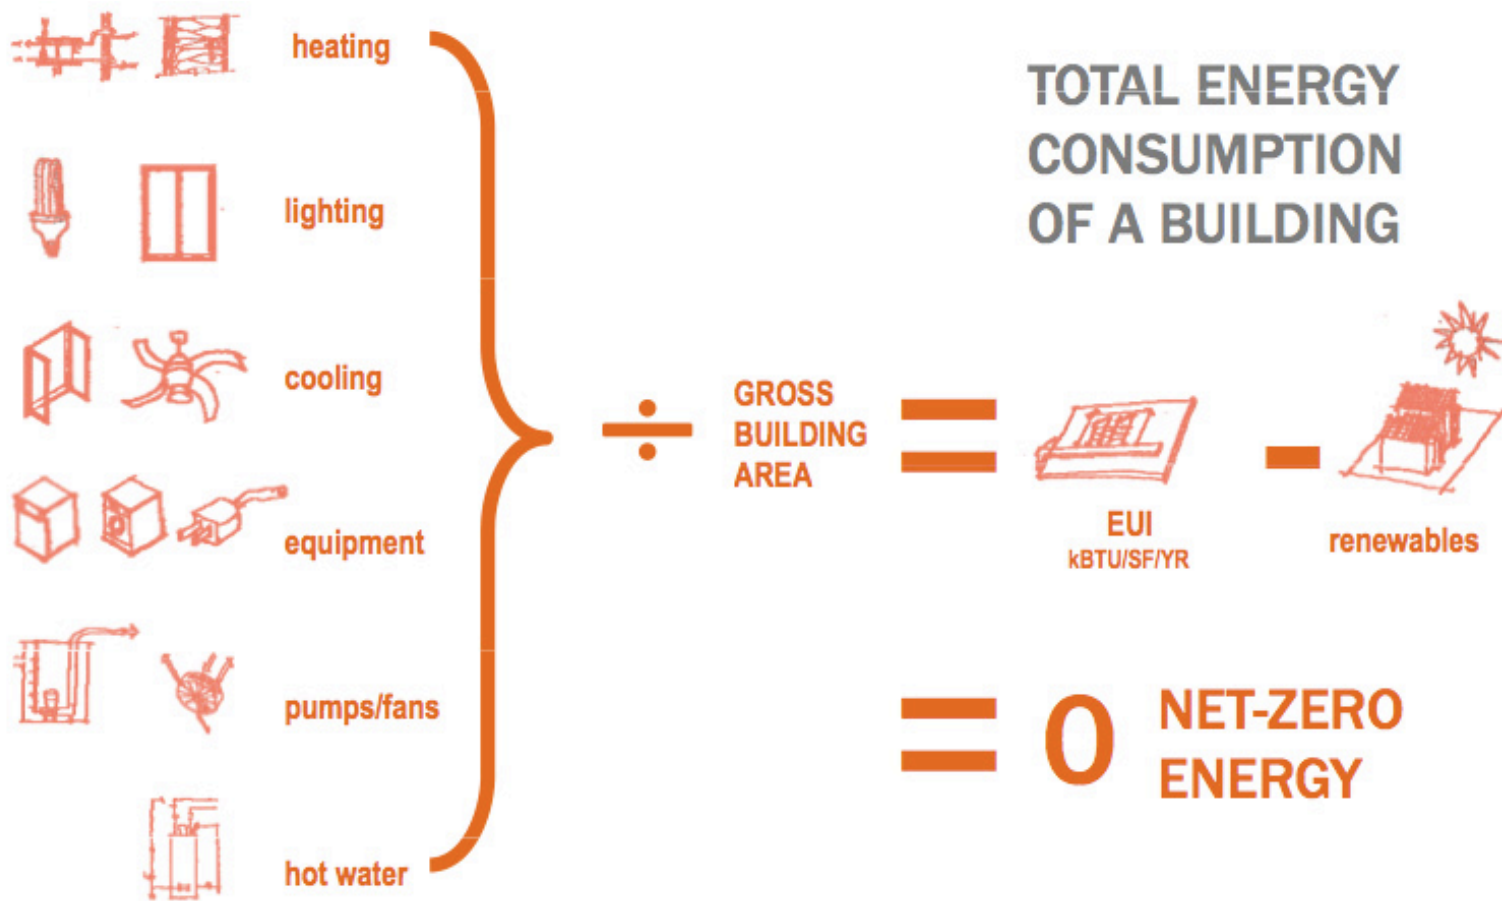 heating
lighting
cooling
equipment
pumps/fans
hot water
÷
GROSS
BUILDING
AREA
=
TOTAL ENERGY
CONSUMPTION
OF A BUILDING
EUI
kBTU/SF/YR
-
renewables
= 0
NET-ZERO
ENERGY